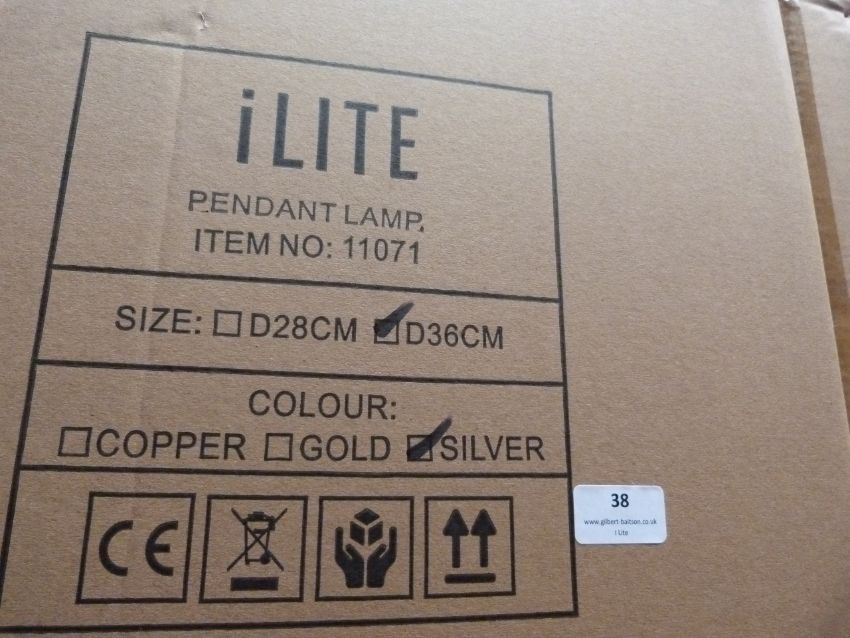 iLITE
PENDANT LAMP.
ITEM NO: 11071
SIZE: ☐ D28CM ☑ D36CM
COLOUR:
☐ COPPER ☐ GOLD ☑ SILVER
CE
38
www.gilbert-baitson.co.uk
I Lite